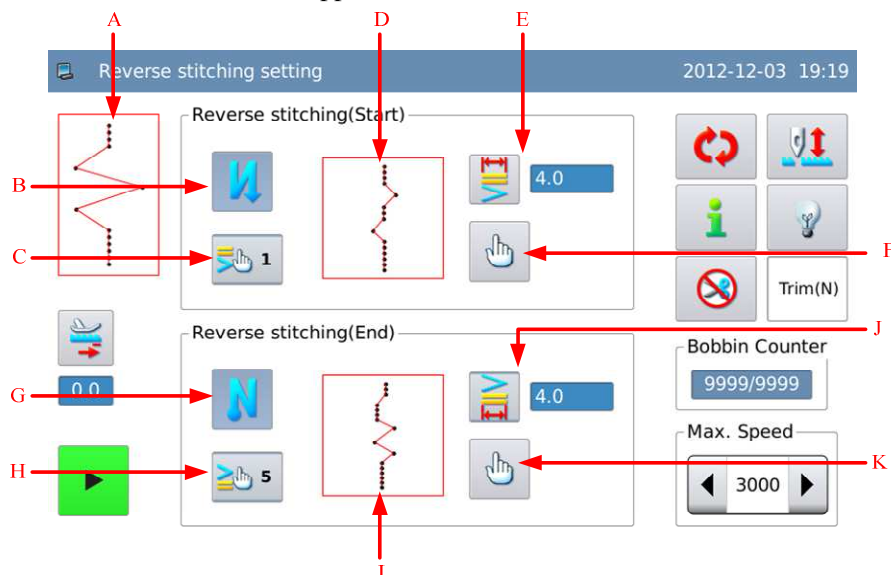 A
D
E
Reverse stitching setting
2012-12-03 19:19
Reverse stitching(Start)
B
4.0
C
1
F
Trim(N)
Reverse stitching(End)
J
Bobbin Counter
0.0
G
4.0
9999/9999
Max. Speed
H
5
K
3000
I